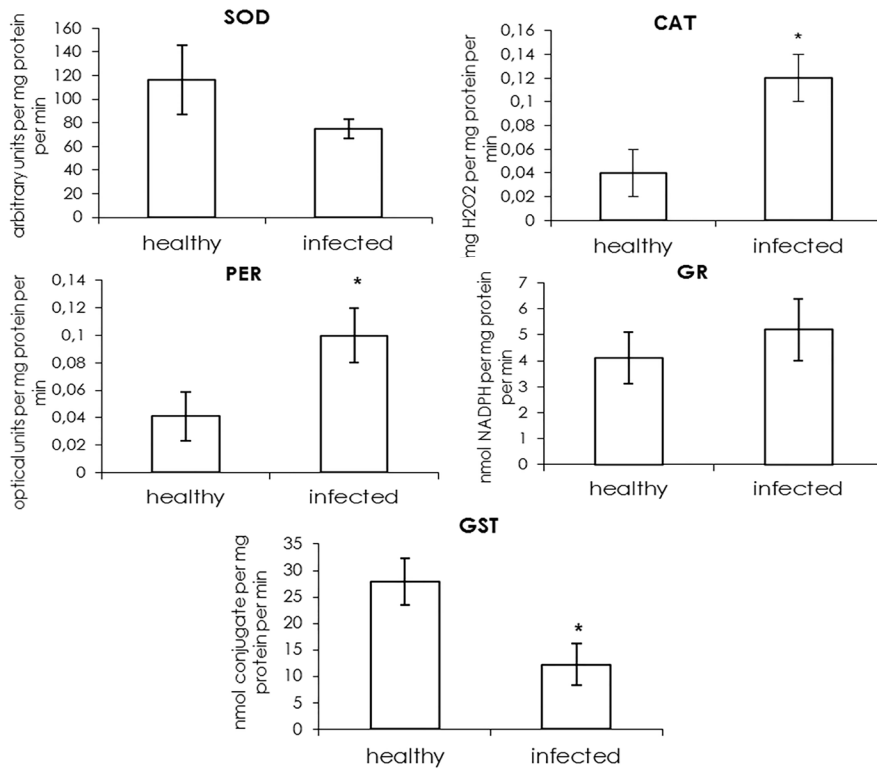 SOD
arbitrary units per mg protein
per min
160
140
120
100
80
60
40
20
0
healthy infected
CAT
mg H2O2 per mg protein per
min
0,16
0,14
0,12
0,1
0,08
0,06
0,04
0,02
0
*
healthy infected
PER
optical units per mg protein per
min
0,14
0,12
0,1
0,08
0,06
0,04
0,02
0
*
healthy infected
GR
nmol NADPH per mg protein
per min
7
6
5
4
3
2
1
0
healthy infected
GST
nmol conjugate per mg
protein per min
35
30
25
20
15
10
5
0
*
healthy infected